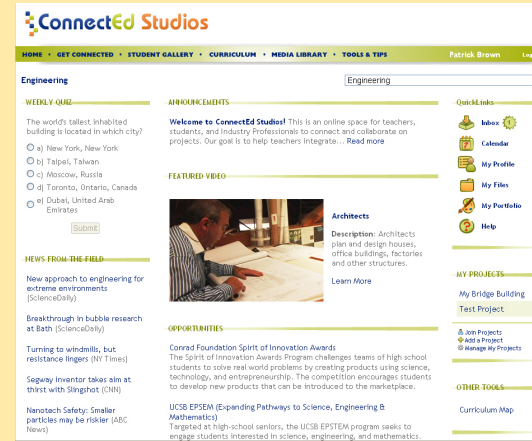 ConnectEd Studios
HOME • GET CONNECTED • STUDENT GALLERY • CURRICULUM • MEDIA LIBRARY • TOOLS & TIPS
Patrick Brown
Engineering
Engineering
WEEKLY QUIZ
The world's tallest inhabited
building is located in which city?
a) New York, New York
b) Taipei, Taiwan
c) Moscow, Russia
d) Toronto, Ontario, Canada
e) Dubai, United Arab
Emirates
Submit
NEWS FROM THE FIELD
New approach to engineering for
extreme environments
(ScienceDaily)
Breakthrough in bubble research
at Bath (ScienceDaily)
Turning to windmills, but
resistance lingers (NY Times)
Segway inventor takes aim at
thirst with Slingshot (CNN)
Nanotech Safety: Smaller
particles may be riskier (ABC
News)
ANNOUNCEMENTS
Welcome to ConnectEd Studios! This is an online space for teachers,
students, and Industry Professionals to connect and collaborate on
projects. Our goal is to help teachers integrate... Read more
FEATURED VIDEO
Architects
Description: Architects
plan and design houses,
office buildings, factories
and other structures.
Learn More
OPPORTUNITIES
Conrad Foundation Spirit of Innovation Awards
The Spirit of Innovation Awards Program challenges teams of high school
students to solve real world problems by creating products using science,
technology, and entrepreneurship. The competition encourages students
to develop new products that can be introduced to the marketplace.
UCSB EPSEM (Expanding Pathways to Science, Engineering &
Mathematics)
Targeted at high-school seniors, the UCSB EPSTEM program seeks to
engage students interested in science, engineering, and mathematics.
QuickLinks
Inbox 1
Calendar
My Profile
My Files
My Portfolio
Help
MY PROJECTS
My Bridge Building
Test Project
Join Projects
Add a Project
Manage My Projects
OTHER TOOLS
Curriculum Map